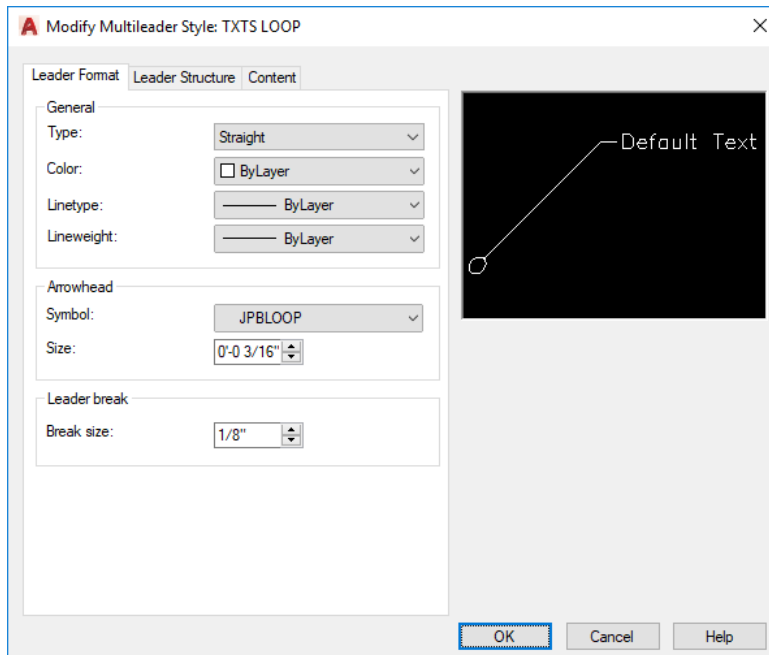 Modify Multileader Style: TXTS LOOP
Leader Format Leader Structure Content
General
Type: Straight
Color: ByLayer
Linetype: ByLayer
Lineweight: ByLayer
Arrowhead
Symbol: JPBLOOP
Size: 0'-0 3/16"
Leader break
Break size: 1/8"
Default Text
OK Cancel Help